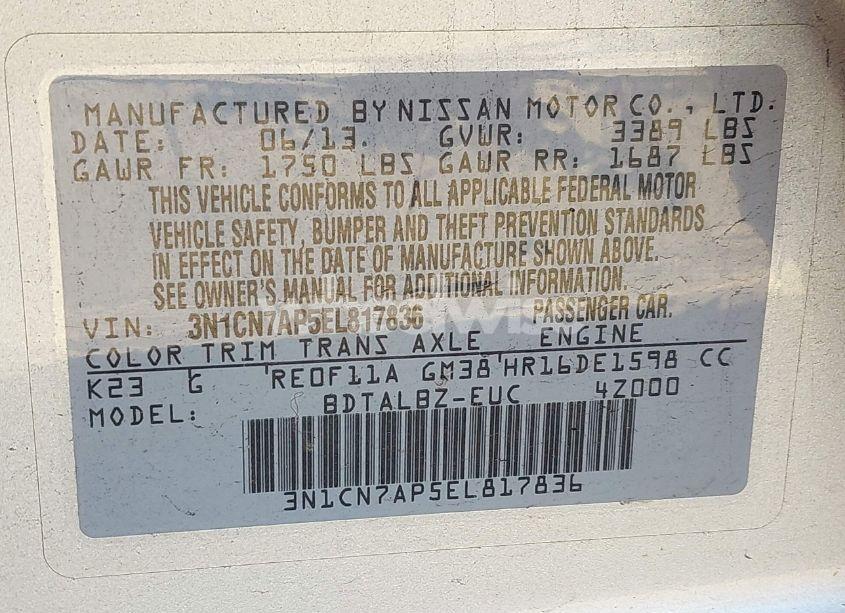 MANUFACTURED BY NISSAN MOTOR CO., LTD.
DATE: 06/13. GVWR: 3389 LBS
GAWR FR: 1750 LBS GAWR RR: 1687 LBS
THIS VEHICLE CONFORMS TO ALL APPLICABLE FEDERAL MOTOR
VEHICLE SAFETY, BUMPER AND THEFT PREVENTION STANDARDS
IN EFFECT ON THE DATE OF MANUFACTURE SHOWN ABOVE.
SEE OWNER'S MANUAL FOR ADDITIONAL INFORMATION.
VIN: 3N1CN7AP5EL817836 PASSENGER CAR.
COLOR TRIM TRANS AXLE ENGINE
K23 G RE0F11A GM38 HR16DE1598 CC
MODEL: BDTALBZ-EUC 4Z000
3N1CN7AP5EL817836